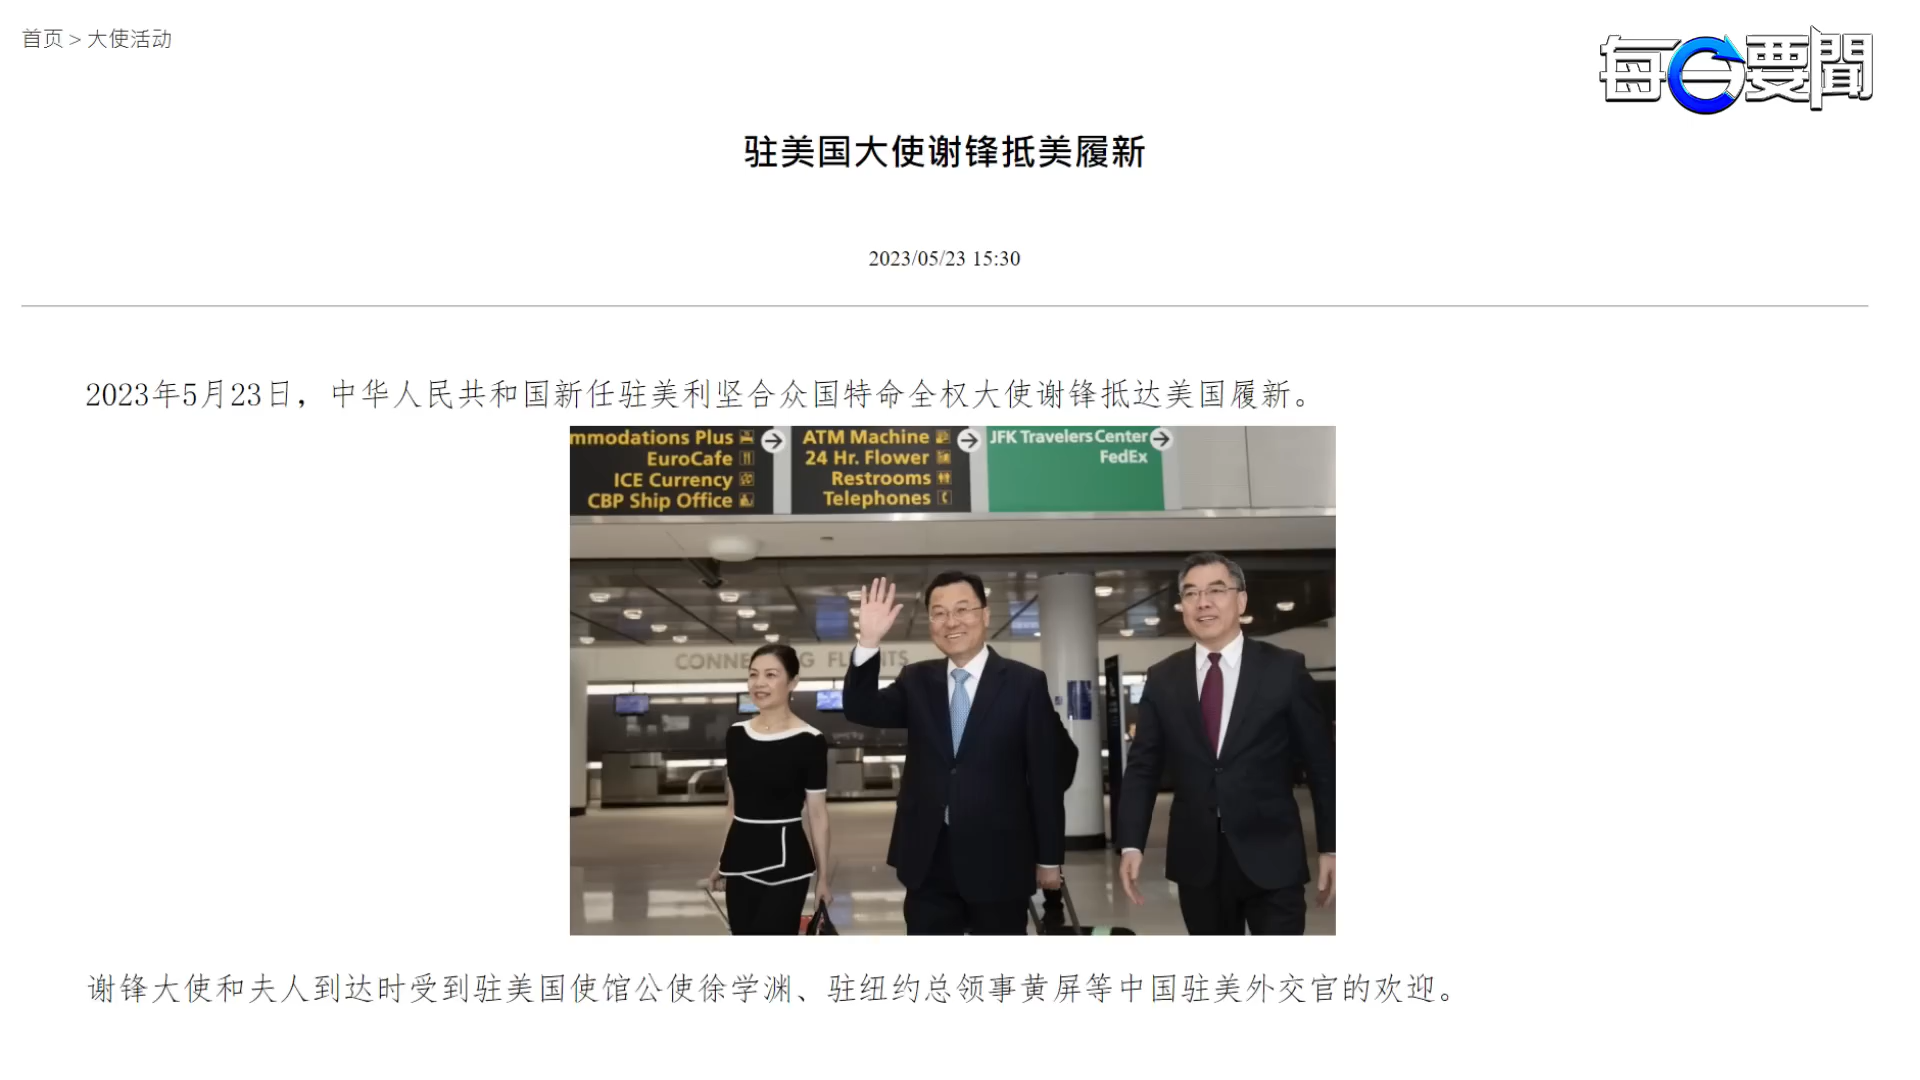 首页 > 大使活动
每日要聞
驻美国大使谢锋抵美履新
2023/05/23 15:30
2023年5月23日，中华人民共和国新任驻美利坚合众国特命全权大使谢锋抵达美国履新。
mmodations Plus
EuroCafe
ICE Currency
CBP Ship Office
ATM Machine
24 Hr. Flower
Restrooms
Telephones
JFK Travelers Center
FedEx
CONNE G FL ITS
谢锋大使和夫人到达时受到驻美国使馆公使徐学渊、驻纽约总领事黄屏等中国驻美外交官的欢迎。